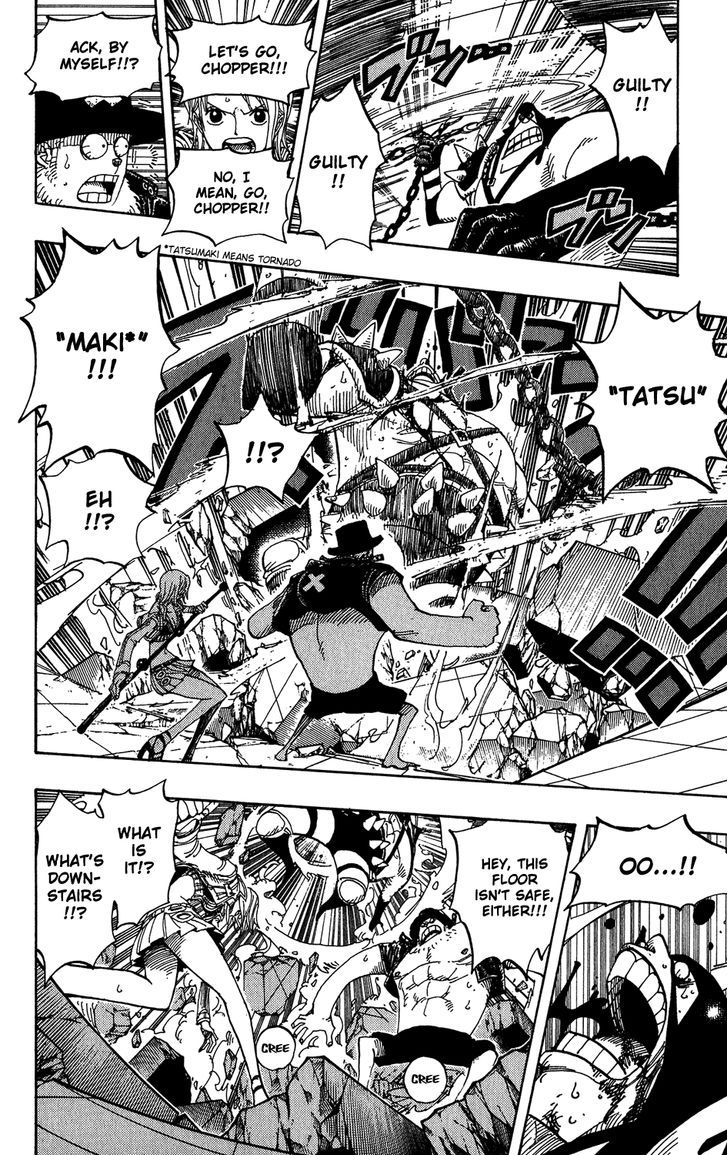 GUILTY
!!
GUILTY
!!
LET'S GO,
CHOPPER!!!
NO, I
MEAN, GO,
CHOPPER!!
ACK, BY
MYSELF!!?
*TATSUMAKI MEANS TORNADO
"TATSU"
"MAKI*"
!!!
!!?
EH
!!?
OO...!!
HEY, THIS
FLOOR
ISN'T SAFE,
EITHER!!!
WHAT
IS
IT!?
WHAT'S
DOWN-
STAIRS
!!?
CREE
CREE